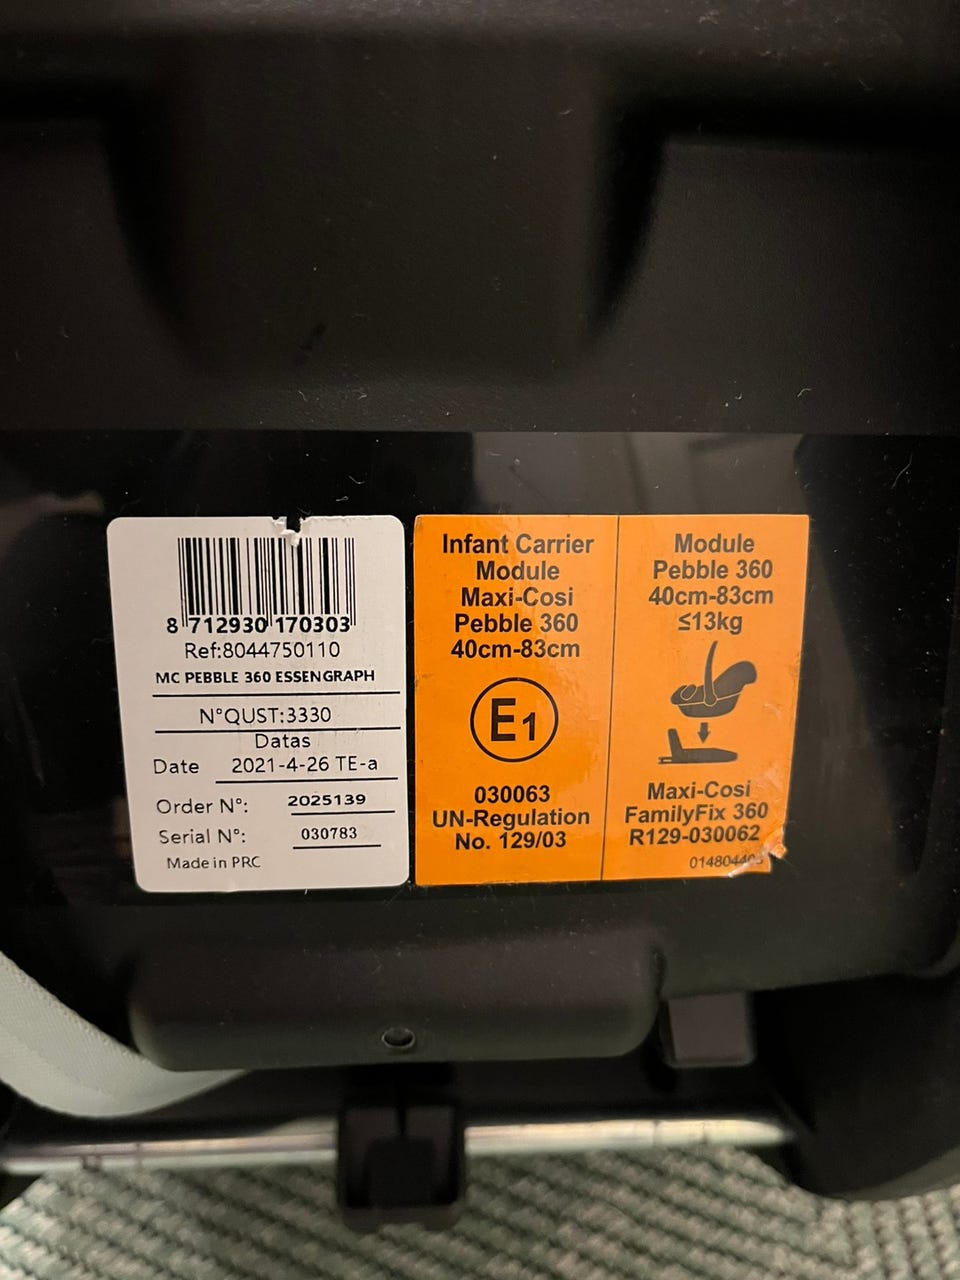 8 712930 170303
Ref:8044750110
MC PEBBLE 360 ESSENGRAPH
N°QUST:3330
Datas
Date 2021-4-26 TE-a
Order N°: 2025139
Serial N°: 030783
Made in PRC
Infant Carrier
Module
Maxi-Cosi
Pebble 360
40cm-83cm
E1
030063
UN-Regulation
No. 129/03
Module
Pebble 360
40cm-83cm
≤13kg
Maxi-Cosi
FamilyFix 360
R129-030062